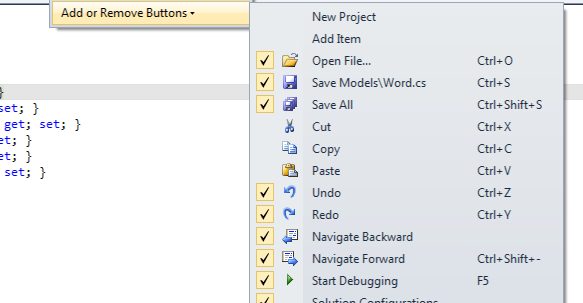 Add or Remove Buttons
New Project
Add Item
Open File... Ctrl+O
}
Save Models\Word.cs Ctrl+S
set; }
Save All Ctrl+Shift+S
get; set; }
Cut Ctrl+X
et; }
Copy Ctrl+C
et; }
Paste Ctrl+V
set; }
Undo Ctrl+Z
Redo Ctrl+Y
Navigate Backward
Navigate Forward Ctrl+Shift+-
Start Debugging F5
Solution Configurations